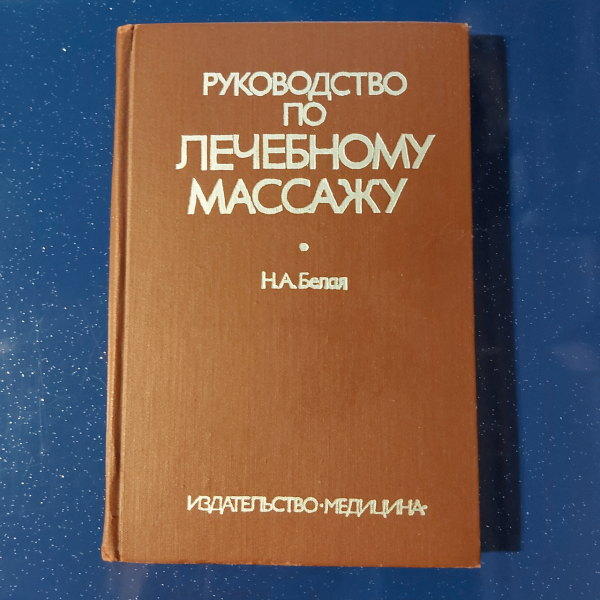 РУКОВОДСТВО
ПО
ЛЕЧЕБНОМУ
МАССАЖУ
•
Н.А.Белая
ИЗДАТЕЛЬСТВО•МЕДИЦИНА•